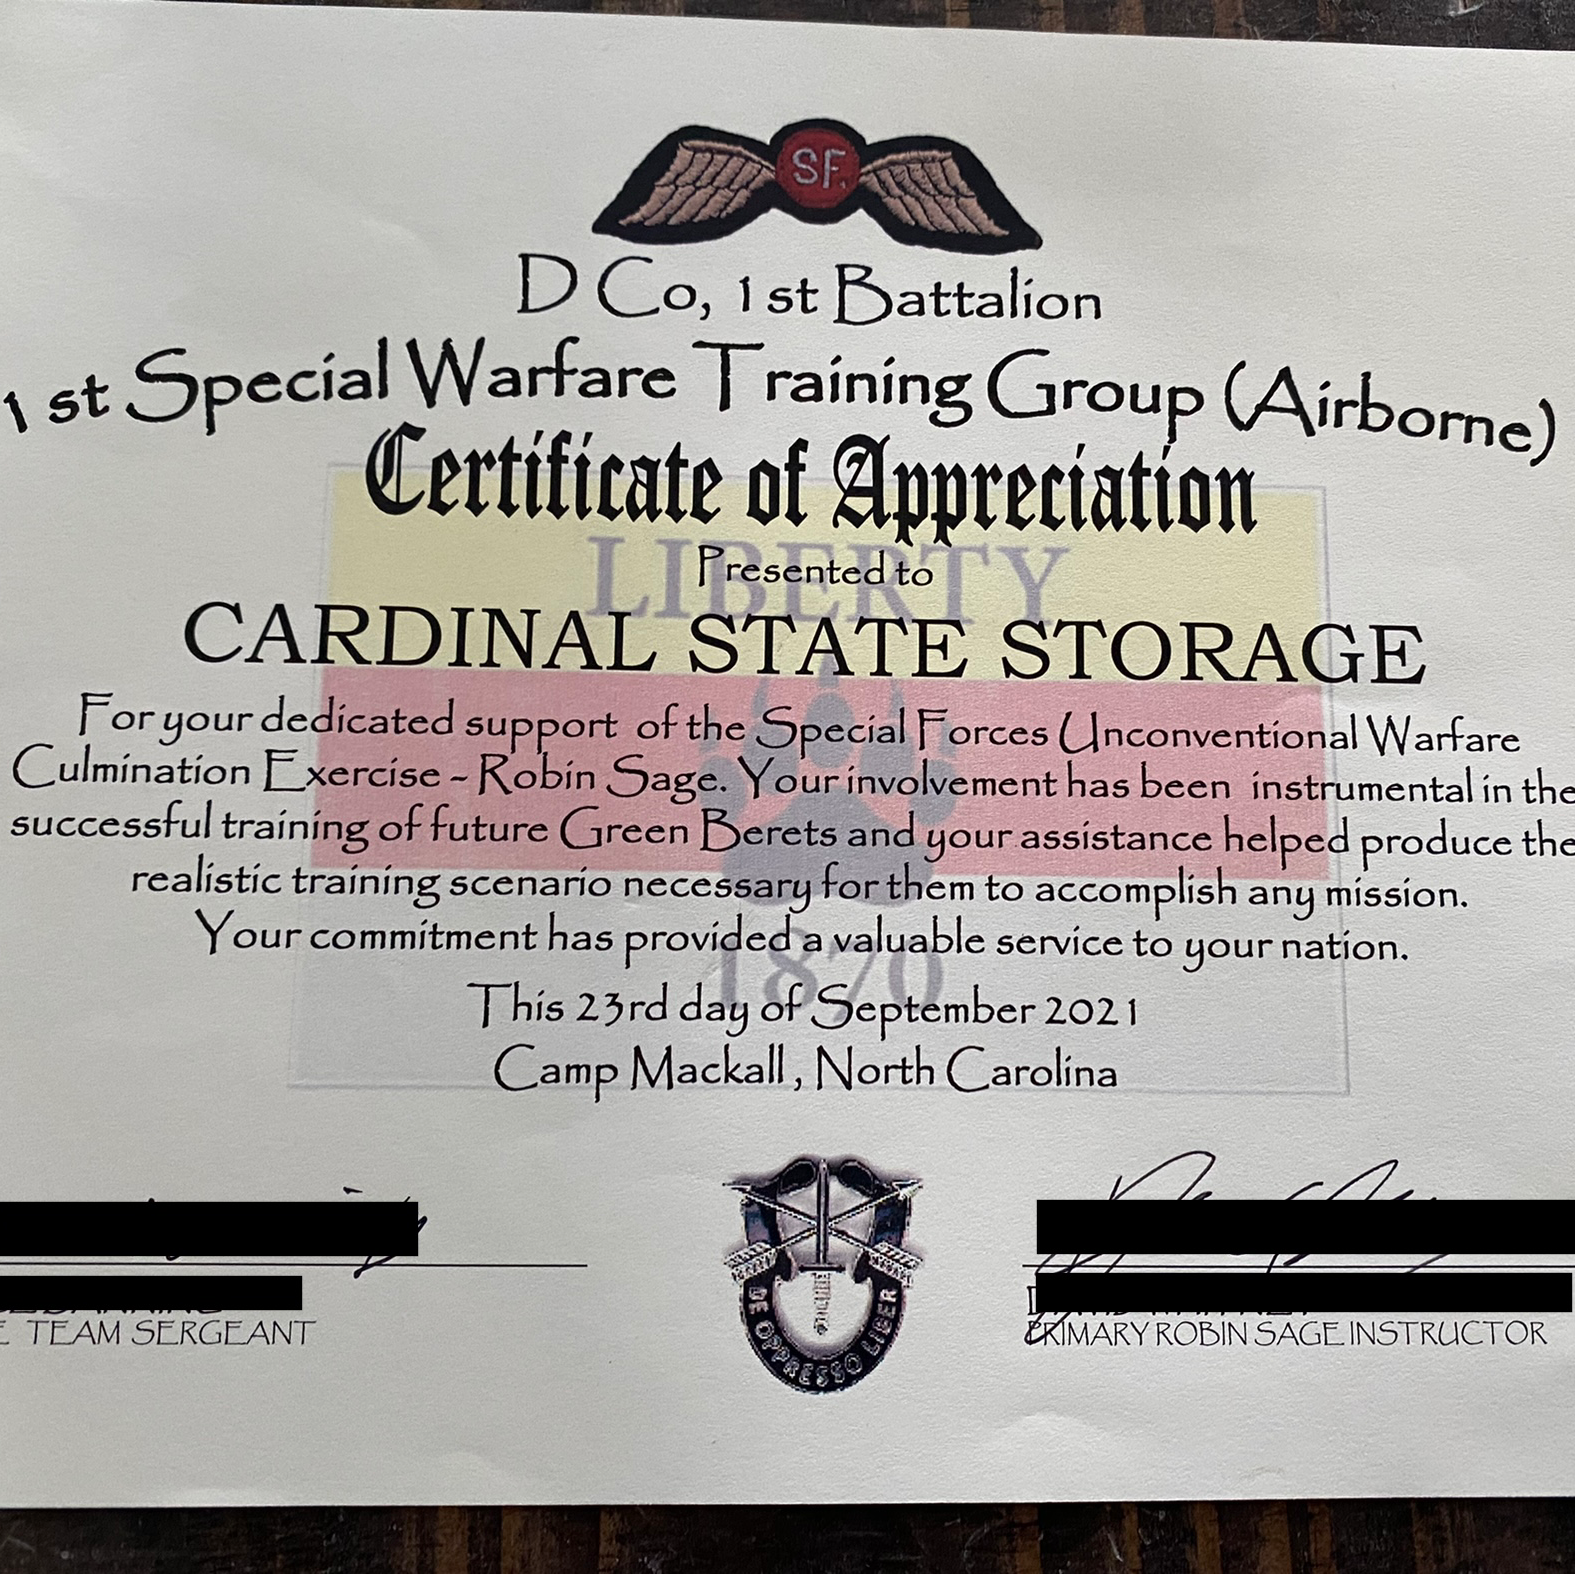 SF.
D Co, 1st Battalion
1st Special Warfare Training Group (Airborne)
Certificate of Appreciation
LIBERTY
Presented to
CARDINAL STATE STORAGE
For your dedicated support of the Special Forces Unconventional Warfare
Culmination Exercise - Robin Sage. Your involvement has been instrumental in the
successful training of future Green Berets and your assistance helped produce the
realistic training scenario necessary for them to accomplish any mission.
Your commitment has provided a valuable service to your nation.
1870
This 23rd day of September 2021
Camp Mackall, North Carolina
DE OPPRESSO LIBER
TEAM SERGEANT
PRIMARY ROBIN SAGE INSTRUCTOR